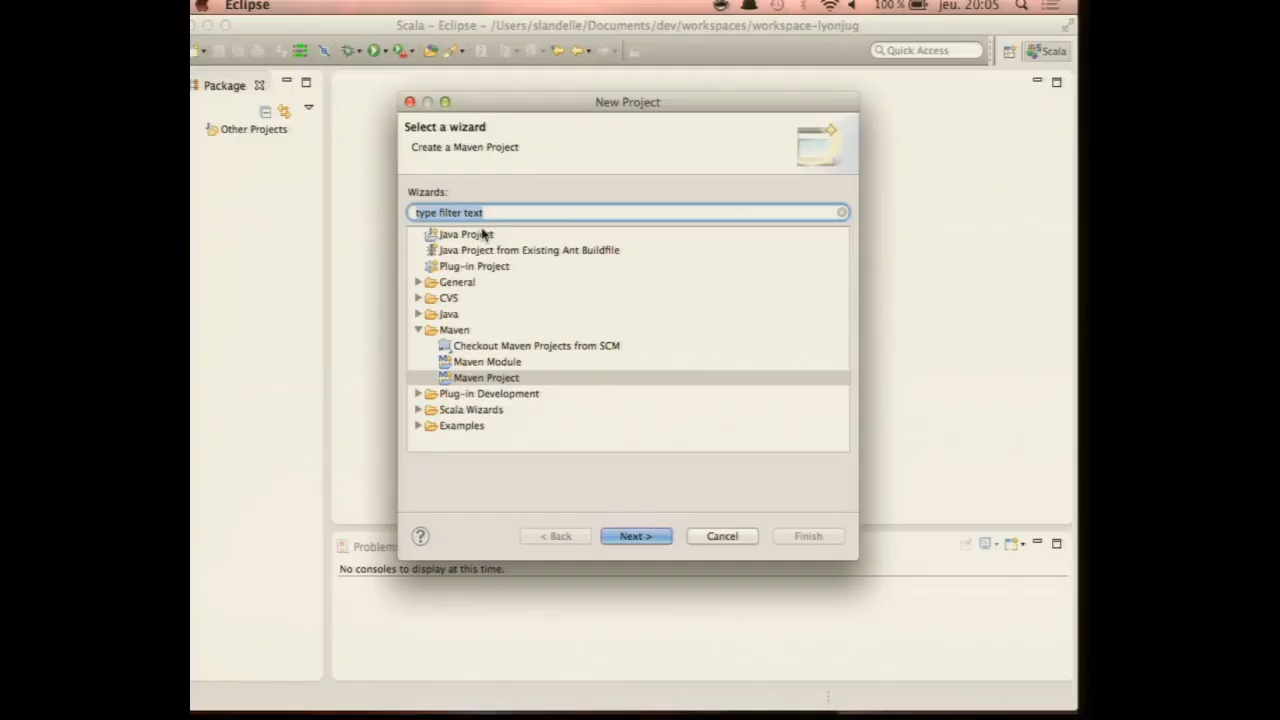 Eclipse
100 %
jeu. 20:05
Scala - Eclipse - /Users/slandelle/Documents/dev/workspaces/workspace-lyonjug
Quick Access
Scala
Package
Other Projects
New Project
Select a wizard
Create a Maven Project
Wizards:
type filter text
Java Project
Java Project from Existing Ant Buildfile
Plug-in Project
General
CVS
Java
Maven
Checkout Maven Projects from SCM
Maven Module
Maven Project
Plug-in Development
Scala Wizards
Examples
?
< Back
Next >
Cancel
Finish
Problems
No consoles to display at this time.